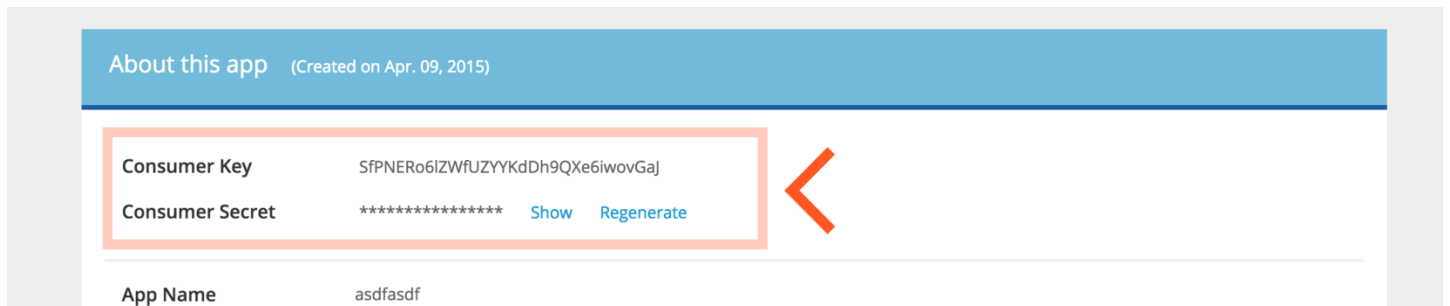 About this app (Created on Apr. 09, 2015)
Consumer Key SfPNERo6lZWfUZYYKdDh9QXe6iwovGaJ
Consumer Secret **************** Show Regenerate
App Name asdfasdf